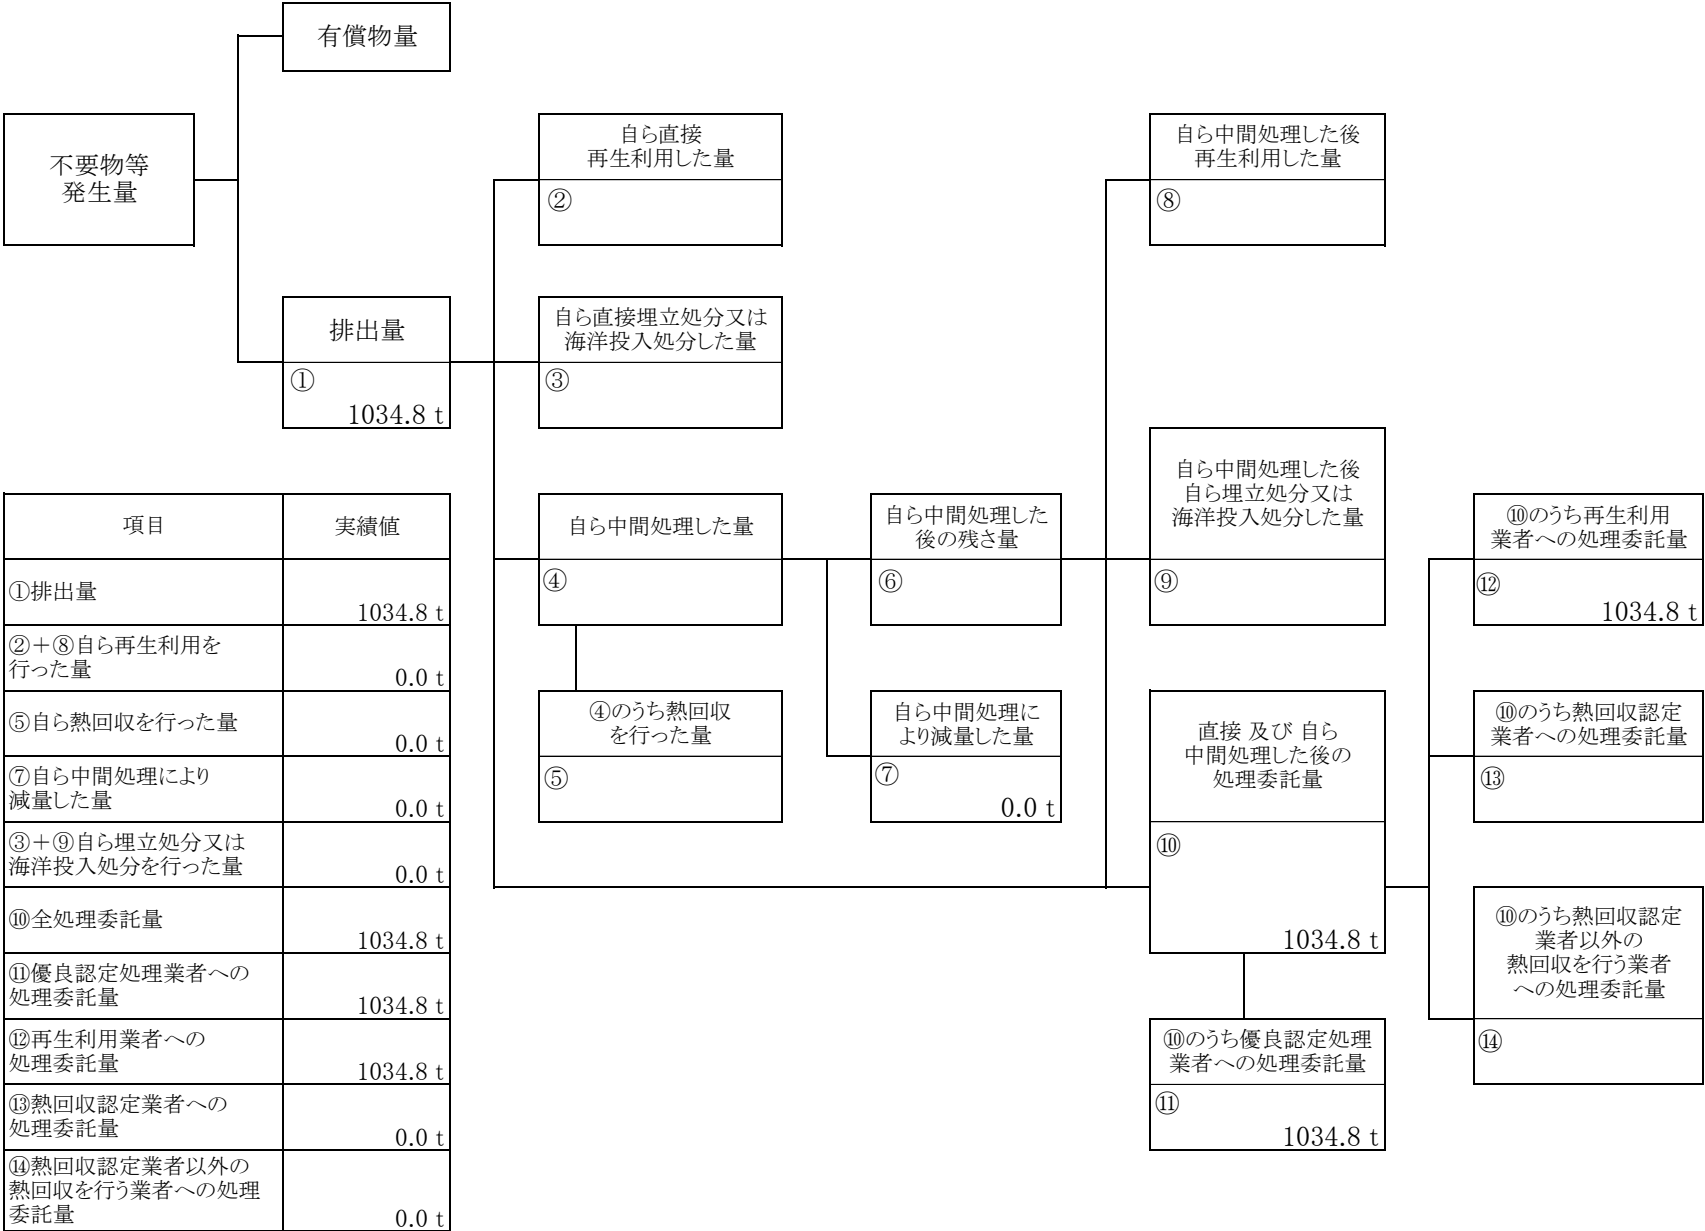 有償物量
不要物等
発生量
自ら直接
再生利用した量
②
自ら中間処理した後
再生利用した量
⑧
排出量
①
1034.8 t
自ら直接埋立処分又は
海洋投入処分した量
③
自ら中間処理した量
④
自ら中間処理した
後の残さ量
⑥
自ら中間処理した後
自ら埋立処分又は
海洋投入処分した量
⑨
⑩のうち再生利用
業者への処理委託量
⑫
1034.8 t
④のうち熱回収
を行った量
⑤
自ら中間処理に
より減量した量
⑦
0.0 t
直接 及び 自ら
中間処理した後の
処理委託量
⑩
1034.8 t
⑩のうち熱回収認定
業者への処理委託量
⑬
⑩のうち熱回収認定
業者以外の
熱回収を行う業者
への処理委託量
⑭
⑩のうち優良認定処理
業者への処理委託量
⑪
1034.8 t
項目
実績値
①排出量
1034.8 t
②+⑧自ら再生利用を
行った量
0.0 t
⑤自ら熱回収を行った量
0.0 t
⑦自ら中間処理により
減量した量
0.0 t
③+⑨自ら埋立処分又は
海洋投入処分を行った量
0.0 t
⑩全処理委託量
1034.8 t
⑪優良認定処理業者への
処理委託量
1034.8 t
⑫再生利用業者への
処理委託量
1034.8 t
⑬熱回収認定業者への
処理委託量
0.0 t
⑭熱回収認定業者以外の
熱回収を行う業者への処理
委託量
0.0 t